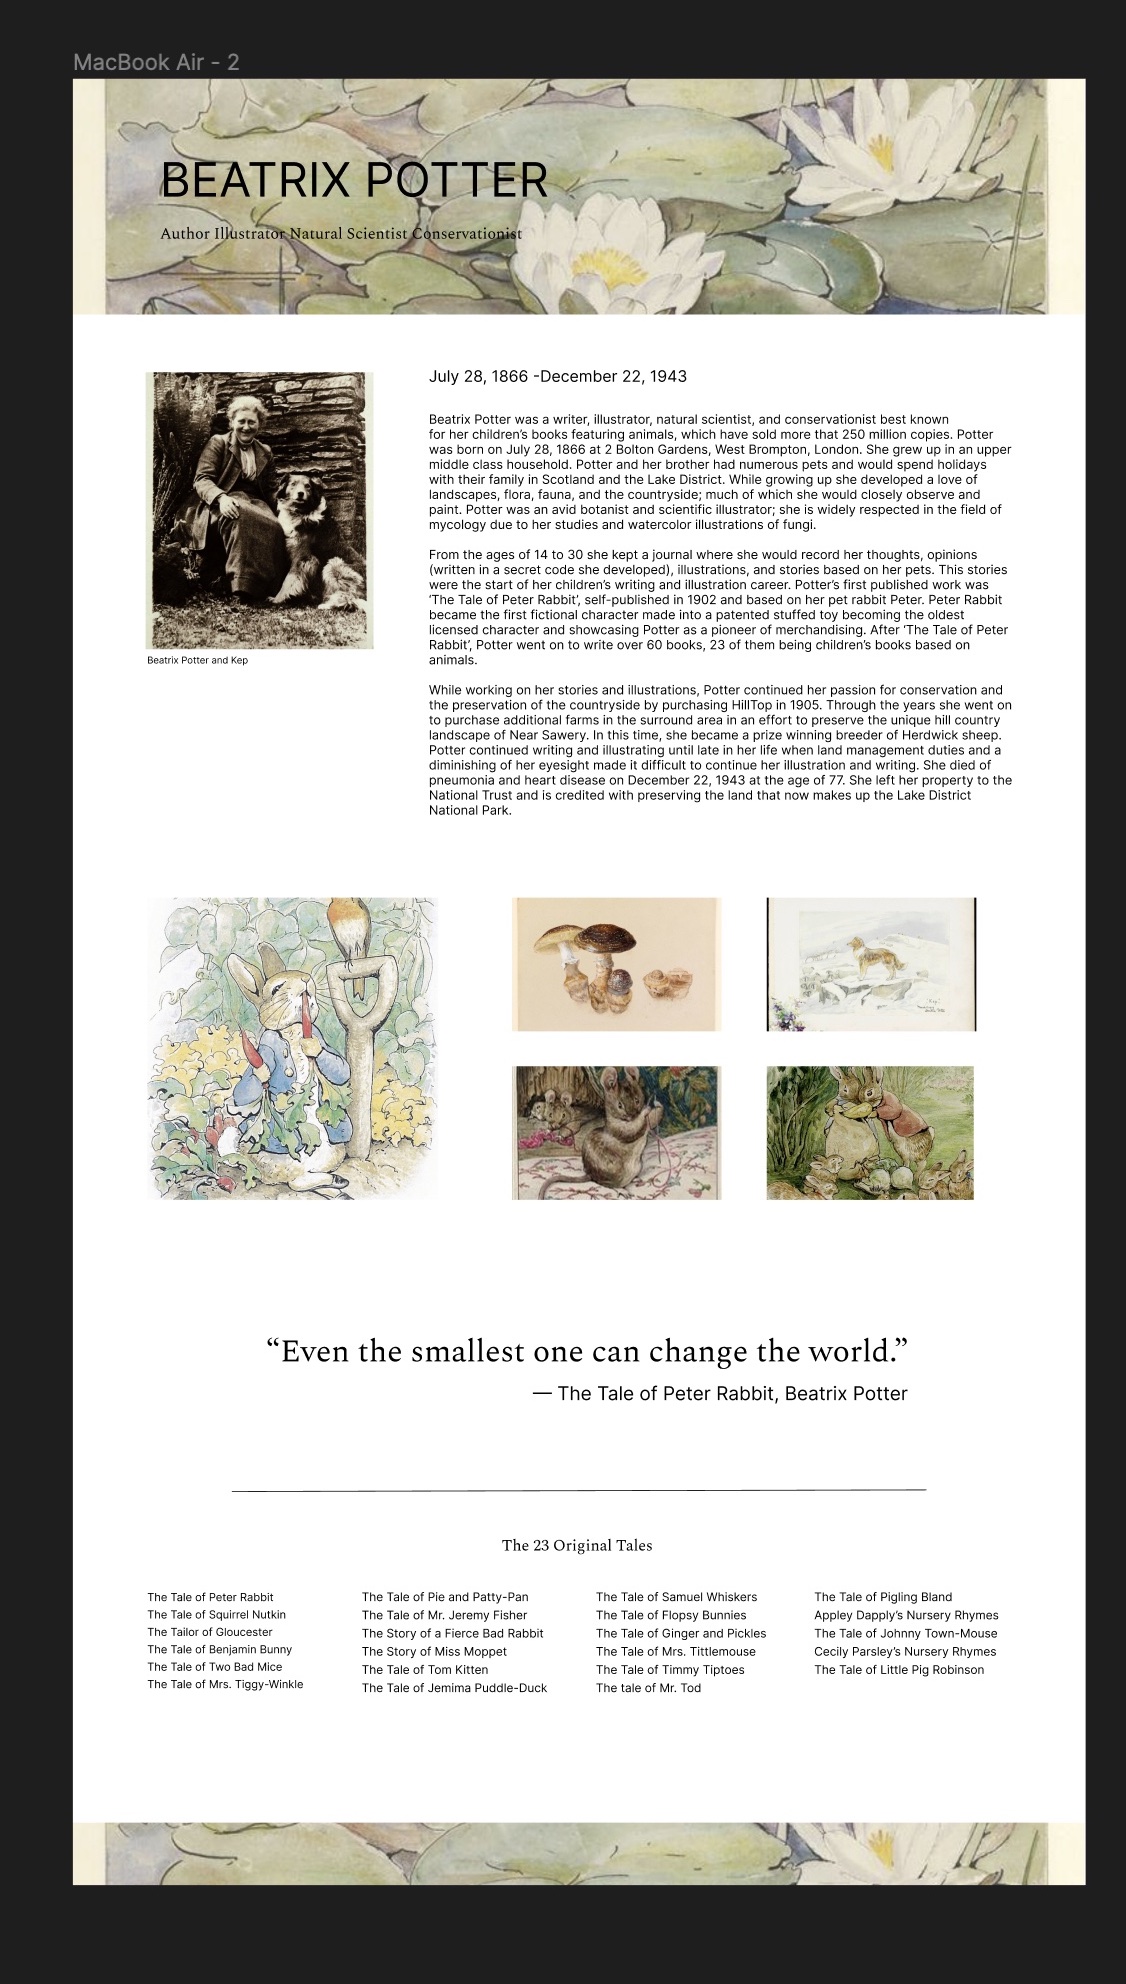 MacBook Air - 2
BEATRIX POTTER
Author Illustrator Natural Scientist Conservationist
July 28, 1866 -December 22, 1943
Beatrix Potter was a writer, illustrator, natural scientist, and conservationist best known
for her children’s books featuring animals, which have sold more that 250 million copies. Potter
was born on July 28, 1866 at 2 Bolton Gardens, West Brompton, London. She grew up in an upper
middle class household. Potter and her brother had numerous pets and would spend holidays
with their family in Scotland and the Lake District. While growing up she developed a love of
landscapes, flora, fauna, and the countryside; much of which she would closely observe and
paint. Potter was an avid botanist and scientific illustrator; she is widely respected in the field of
mycology due to her studies and watercolor illustrations of fungi.
From the ages of 14 to 30 she kept a journal where she would record her thoughts, opinions
(written in a secret code she developed), illustrations, and stories based on her pets. This stories
were the start of her children’s writing and illustration career. Potter’s first published work was
‘The Tale of Peter Rabbit’, self-published in 1902 and based on her pet rabbit Peter. Peter Rabbit
became the first fictional character made into a patented stuffed toy becoming the oldest
licensed character and showcasing Potter as a pioneer of merchandising. After ‘The Tale of Peter
Rabbit’, Potter went on to write over 60 books, 23 of them being children’s books based on
animals.
While working on her stories and illustrations, Potter continued her passion for conservation and
the preservation of the countryside by purchasing HillTop in 1905. Through the years she went on
to purchase additional farms in the surround area in an effort to preserve the unique hill country
landscape of Near Sawery. In this time, she became a prize winning breeder of Herdwick sheep.
Potter continued writing and illustrating until late in her life when land management duties and a
diminishing of her eyesight made it difficult to continue her illustration and writing. She died of
pneumonia and heart disease on December 22, 1943 at the age of 77. She left her property to the
National Trust and is credited with preserving the land that now makes up the Lake District
National Park.
Beatrix Potter and Kep
“Even the smallest one can change the world.”
— The Tale of Peter Rabbit, Beatrix Potter
The 23 Original Tales
The Tale of Peter Rabbit
The Tale of Squirrel Nutkin
The Tailor of Gloucester
The Tale of Benjamin Bunny
The Tale of Two Bad Mice
The Tale of Mrs. Tiggy-Winkle
The Tale of Pie and Patty-Pan
The Tale of Mr. Jeremy Fisher
The Story of a Fierce Bad Rabbit
The Story of Miss Moppet
The Tale of Tom Kitten
The Tale of Jemima Puddle-Duck
The Tale of Samuel Whiskers
The Tale of Flopsy Bunnies
The Tale of Ginger and Pickles
The Tale of Mrs. Tittlemouse
The Tale of Timmy Tiptoes
The tale of Mr. Tod
The Tale of Pigling Bland
Appley Dapply’s Nursery Rhymes
The Tale of Johnny Town-Mouse
Cecily Parsley’s Nursery Rhymes
The Tale of Little Pig Robinson